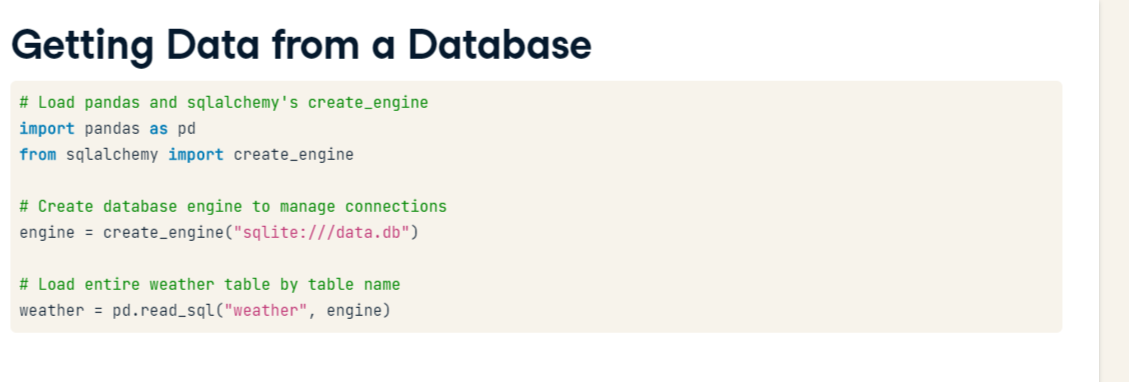 Getting Data from a Database
# Load pandas and sqlalchemy's create_engine
import pandas as pd
from sqlalchemy import create_engine
# Create database engine to manage connections
engine = create_engine("sqlite:///data.db")
# Load entire weather table by table name
weather = pd.read_sql("weather", engine)